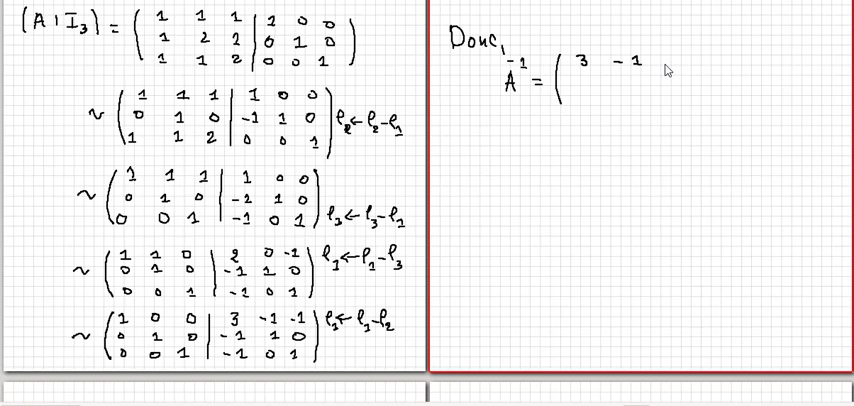 (A | I₃) = ( 1 1 1 | 1 0 0
1 2 2 | 0 1 0
1 1 2 | 0 0 1 )
~ ( 1 1 1 | 1 0 0
0 1 0 | -1 1 0
1 1 2 | 0 0 1 ) ℓ₂ ← ℓ₂ - ℓ₁
~ ( 1 1 1 | 1 0 0
0 1 0 | -1 1 0
0 0 1 | -1 0 1 ) ℓ₃ ← ℓ₃ - ℓ₁
~ ( 1 1 0 | 2 0 -1
0 1 0 | -1 1 0
0 0 1 | -1 0 1 ) ℓ₁ ← ℓ₁ - ℓ₃
~ ( 1 0 0 | 3 -1 -1
0 1 0 | -1 1 0
0 0 1 | -1 0 1 ) ℓ₁ ← ℓ₁ - ℓ₂
Donc,
A⁻¹ = ( 3 -1